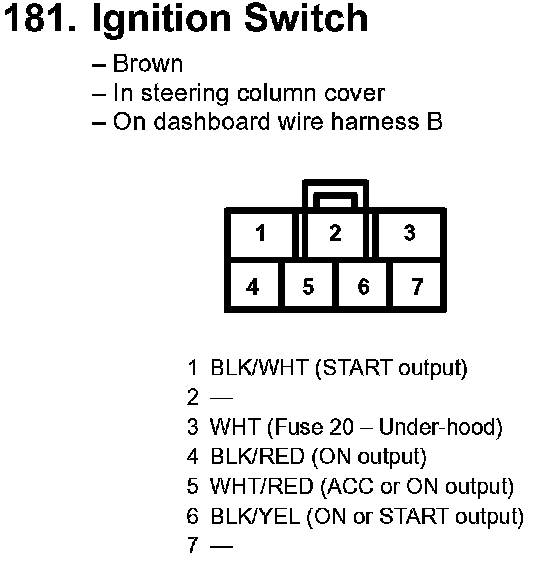 181. Ignition Switch
– Brown
– In steering column cover
– On dashboard wire harness B
1 2 3
4 5 6 7
1 BLK/WHT (START output)
2 —
3 WHT (Fuse 20 – Under-hood)
4 BLK/RED (ON output)
5 WHT/RED (ACC or ON output)
6 BLK/YEL (ON or START output)
7 —